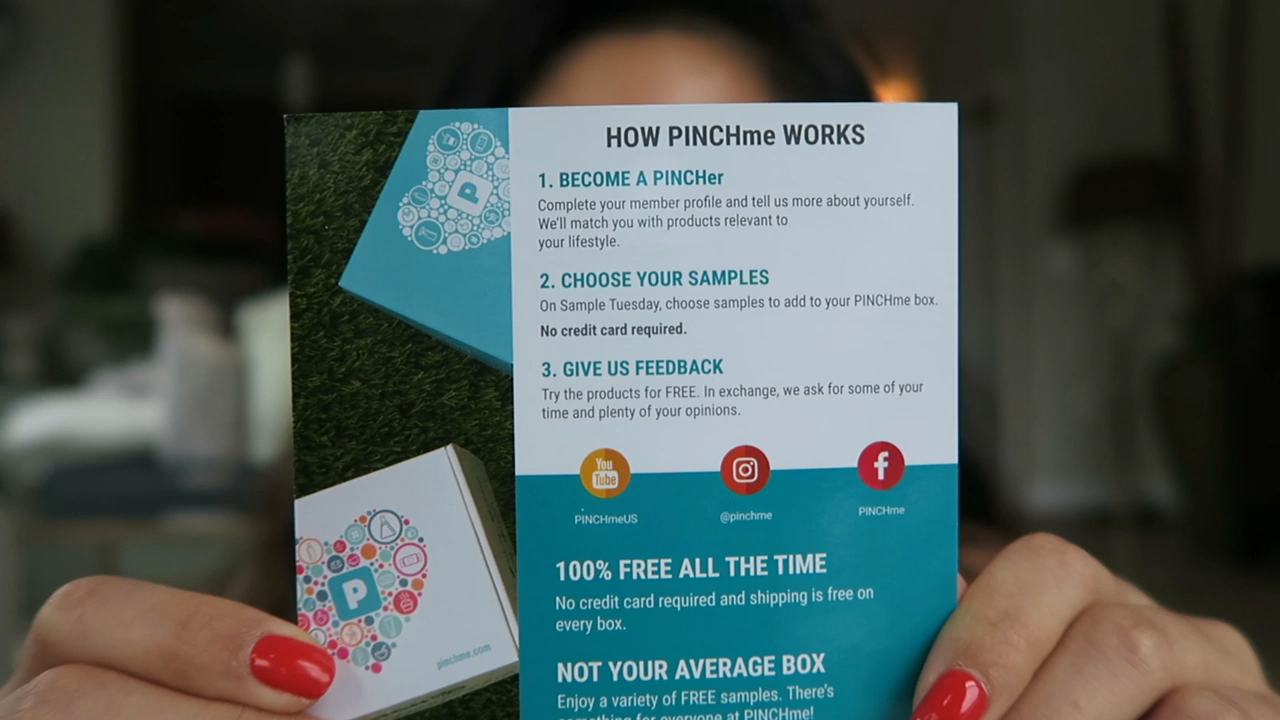 HOW PINCHme WORKS
1. BECOME A PINCHer
Complete your member profile and tell us more about yourself.
We'll match you with products relevant to
your lifestyle.
2. CHOOSE YOUR SAMPLES
On Sample Tuesday, choose samples to add to your PINCHme box.
No credit card required.
3. GIVE US FEEDBACK
Try the products for FREE. In exchange, we ask for some of your
time and plenty of your opinions.
You
Tube
PINCHmeUS
@pinchme
PINCHme
100% FREE ALL THE TIME
No credit card required and shipping is free on
every box.
NOT YOUR AVERAGE BOX
Enjoy a variety of FREE samples. There's
something for everyone at PINCHme!
P
P
pinchme.com